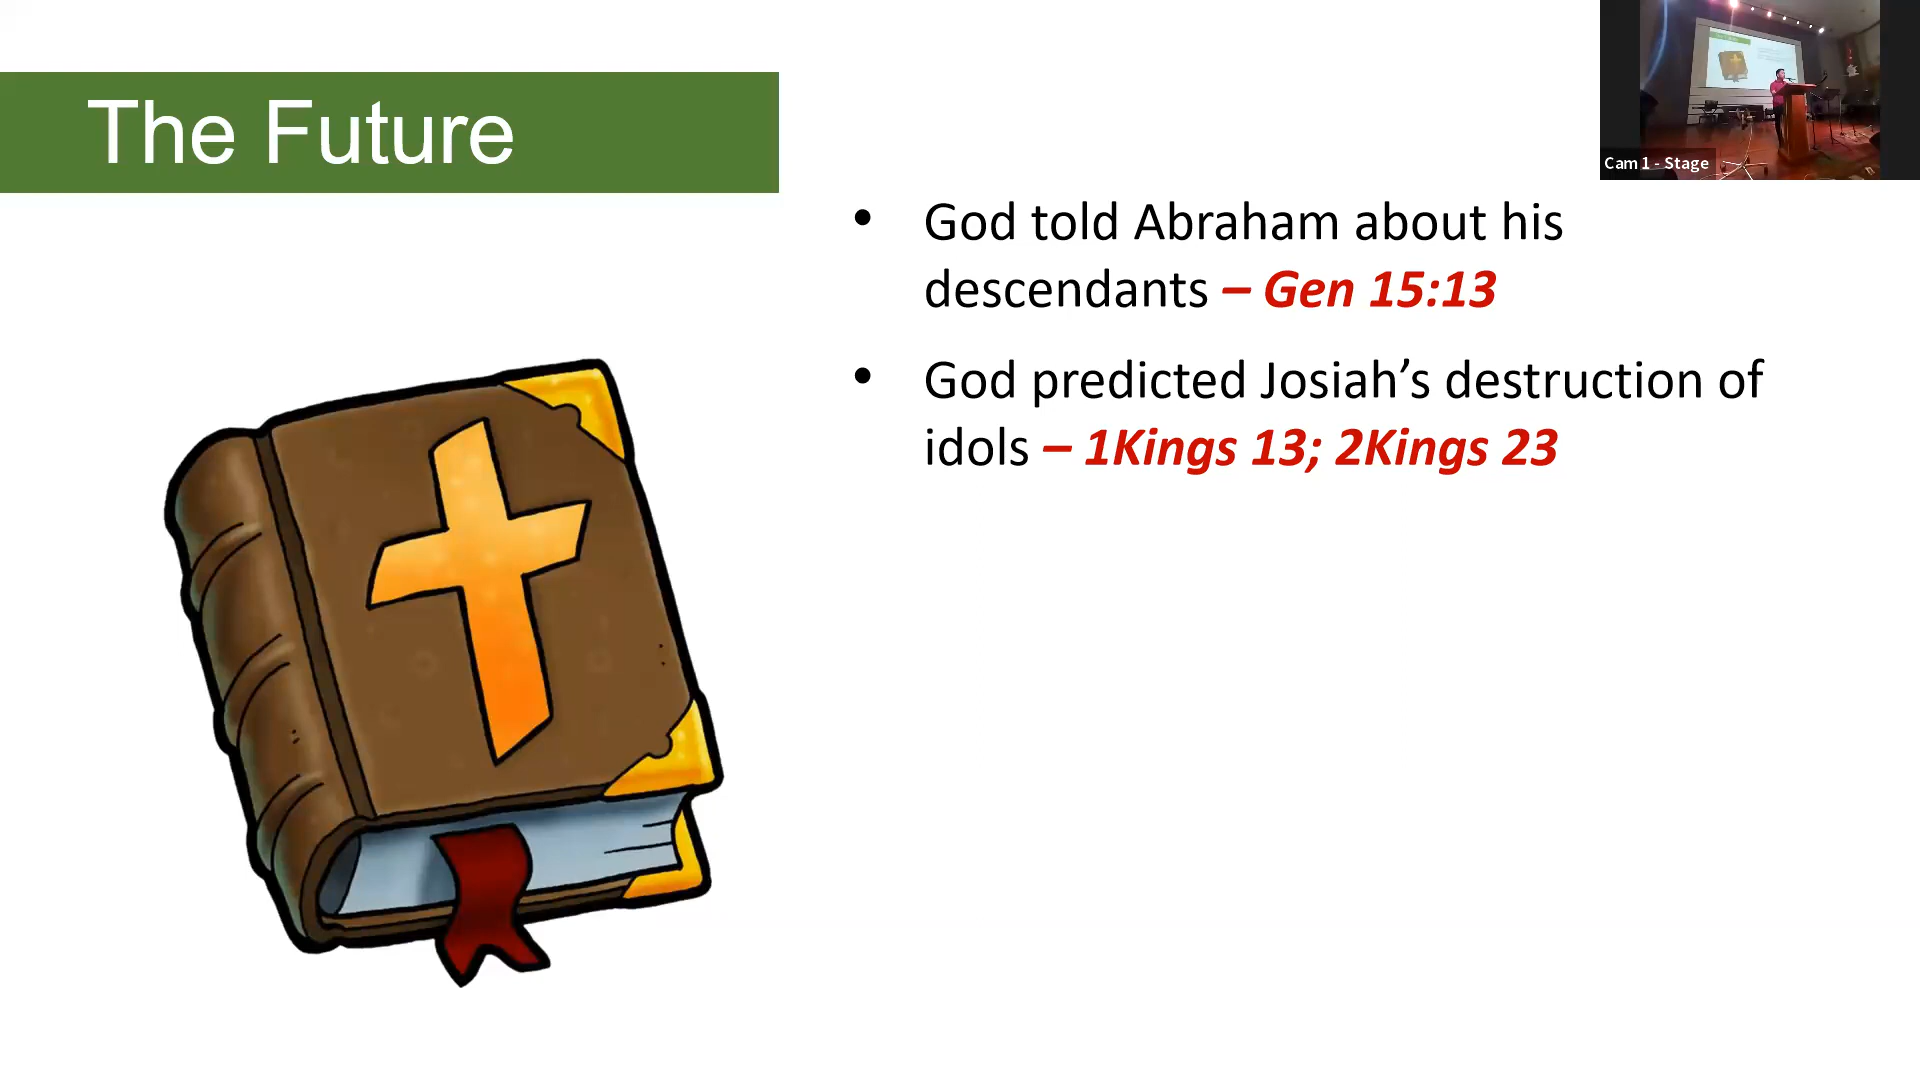 The Future
Cam 1 - Stage
• God told Abraham about his
descendants – Gen 15:13
• God predicted Josiah’s destruction of
idols – 1Kings 13; 2Kings 23